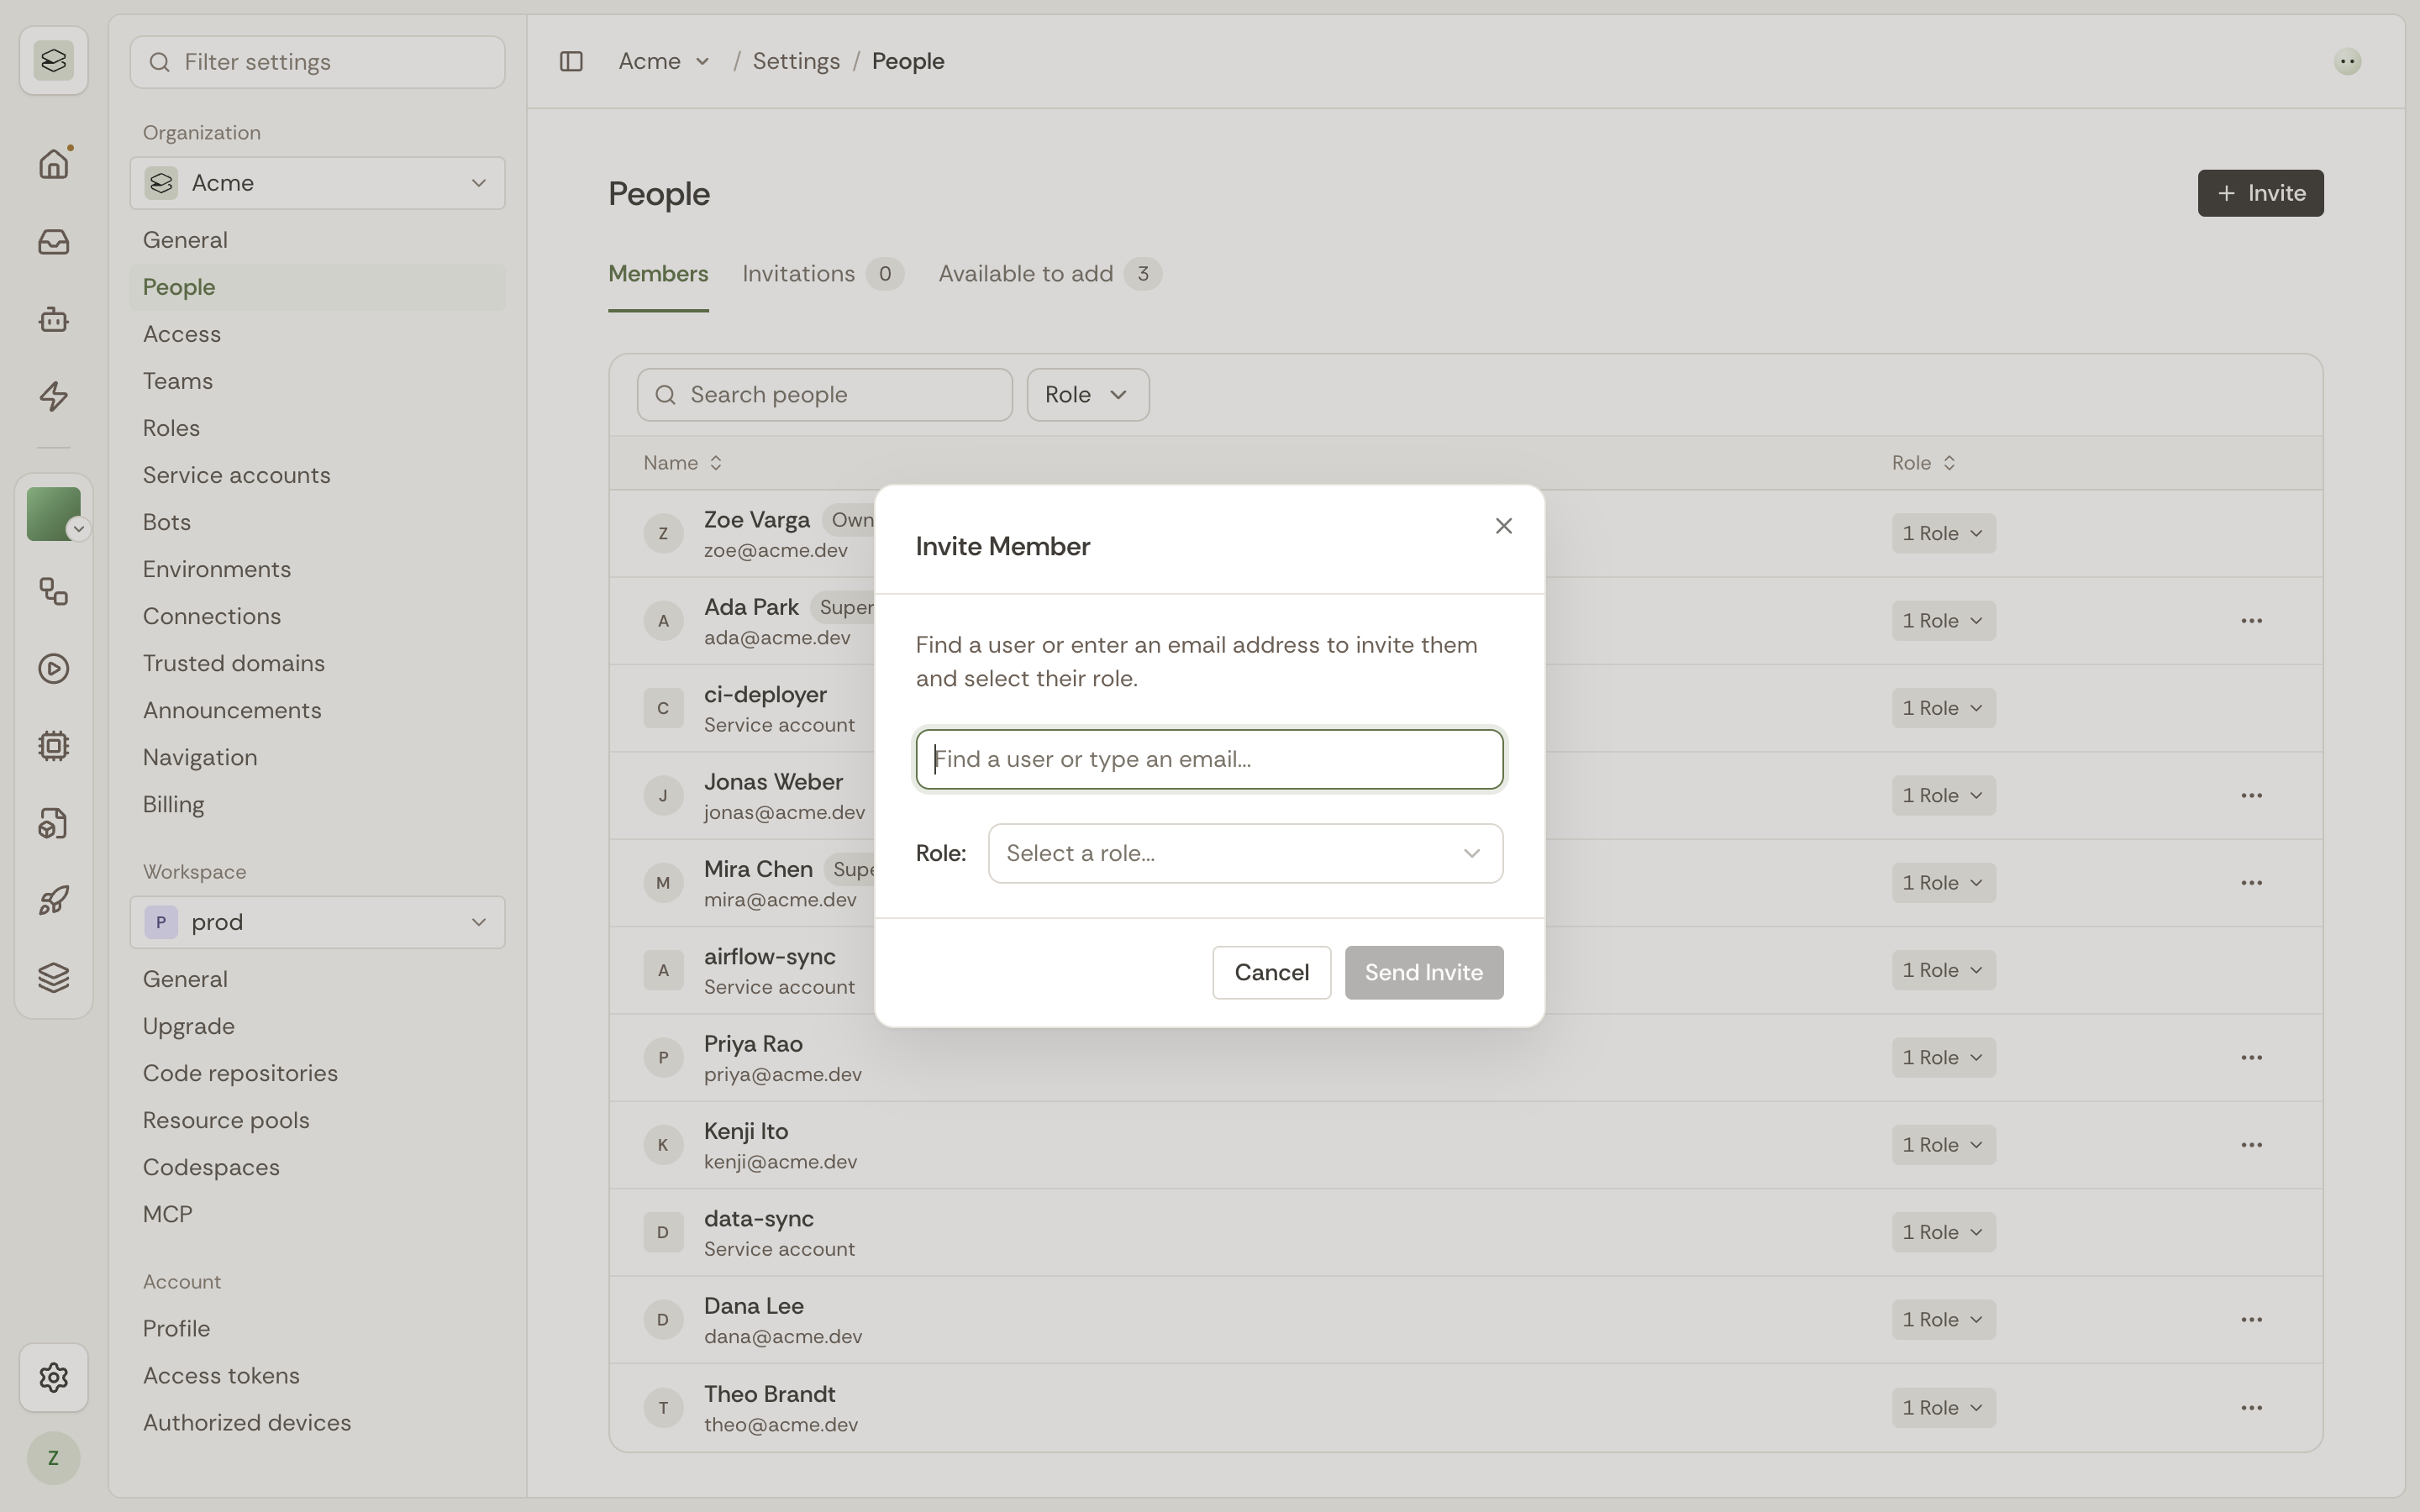 Filter settings
Organization
Acme
General
People
Access
Teams
Roles
Service accounts
Bots
Environments
Connections
Trusted domains
Announcements
Navigation
Billing
Workspace
P prod
General
Upgrade
Code repositories
Resource pools
Codespaces
MCP
Account
Profile
Access tokens
Authorized devices
Z
Acme / Settings / People
People
Invite
Members Invitations 0 Available to add 3
Search people Role
Name Role
Z Zoe Varga 1 Role
zoe@acme.dev
A Ada Park Super 1 Role
ada@acme.dev
C ci-deployer 1 Role
Service account
J Jonas Weber 1 Role
jonas@acme.dev
M Mira Chen 1 Role
mira@acme.dev
A airflow-sync 1 Role
Service account
P Priya Rao 1 Role
priya@acme.dev
K Kenji Ito 1 Role
kenji@acme.dev
D data-sync 1 Role
Service account
D Dana Lee 1 Role
dana@acme.dev
T Theo Brandt 1 Role
theo@acme.dev
Invite Member
Find a user or enter an email address to invite them
and select their role.
Find a user or type an email...
Role: Select a role...
Cancel Send Invite